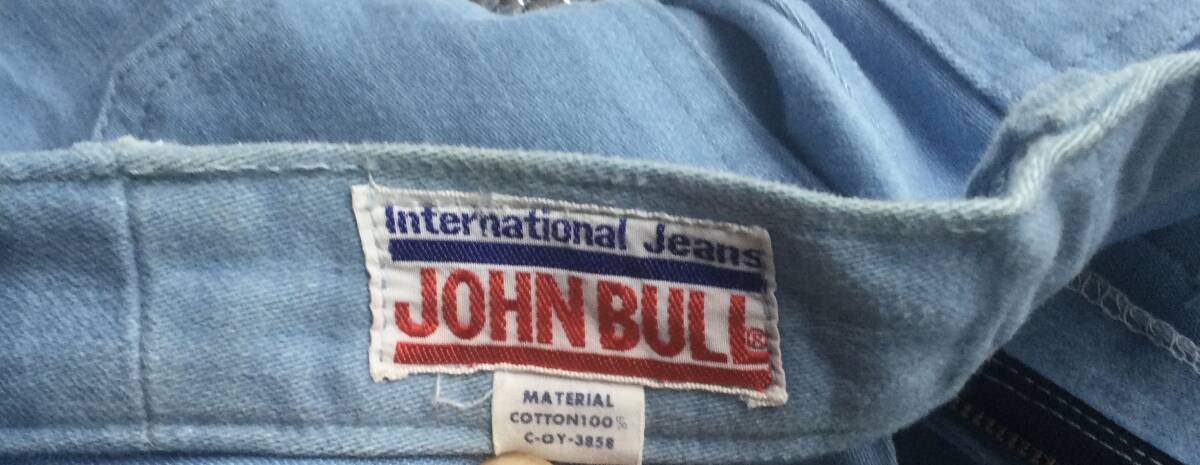 International Jeans
JOHN BULL ®
MATERIAL
COTTON100%
C-OY-3858